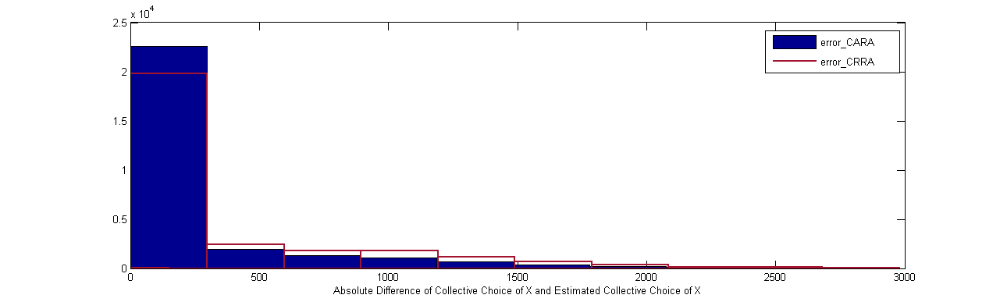 x 10^4
2.5
2
1.5
1
0.5
0
error_CARA
error_CRRA
0 500 1000 1500 2000 2500 3000
Absolute Difference of Collective Choice of X and Estimated Collective Choice of X